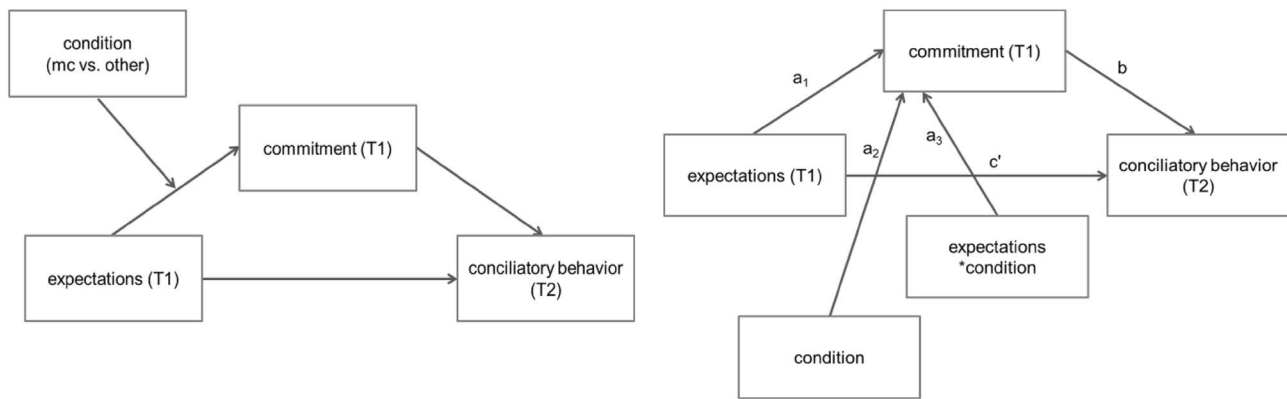 condition
(mc vs. other)
commitment (T1)
expectations (T1)
conciliatory behavior
(T2)
commitment (T1)
a₁
b
a₂
a₃
expectations (T1)
c'
conciliatory behavior
(T2)
expectations
*condition
condition